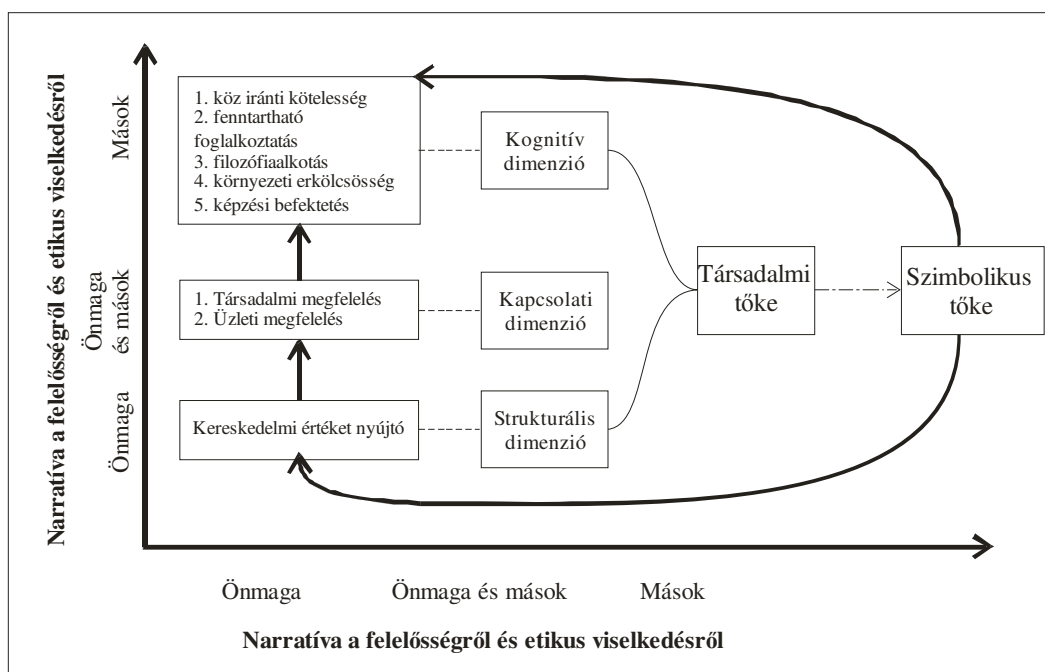 Narratíva a felelősségről és etikus viselkedésről
Mások
Önmaga
és mások
Önmaga
1. köz iránti kötelesség
2. fenntartható
foglalkoztatás
3. filozófiaalkotás
4. környezeti erkölcsösség
5. képzési befektetés
Kognitív
dimenzió
1. Társadalmi megfelelés
2. Üzleti megfelelés
Kapcsolati
dimenzió
Társadalmi
tőke
Szimbolikus
tőke
Kereskedelmi értéket nyújtó
Strukturális
dimenzió
Önmaga
Önmaga és mások
Mások
Narratíva a felelősségről és etikus viselkedésről